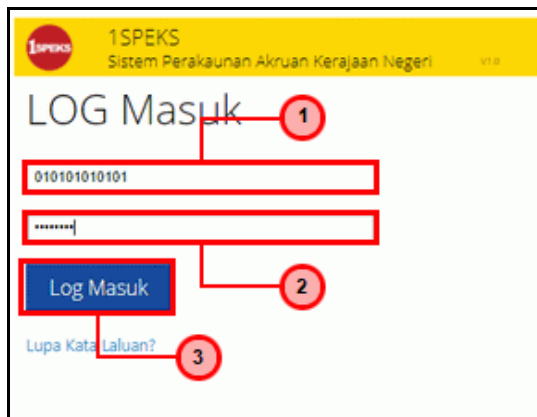 1SPEKS
1SPEKS
Sistem Perakaunan Akruan Kerajaan Negeri
V1.0
LOG Masuk
1
010101010101
••••••••
Log Masuk
2
Lupa Kata Laluan?
3